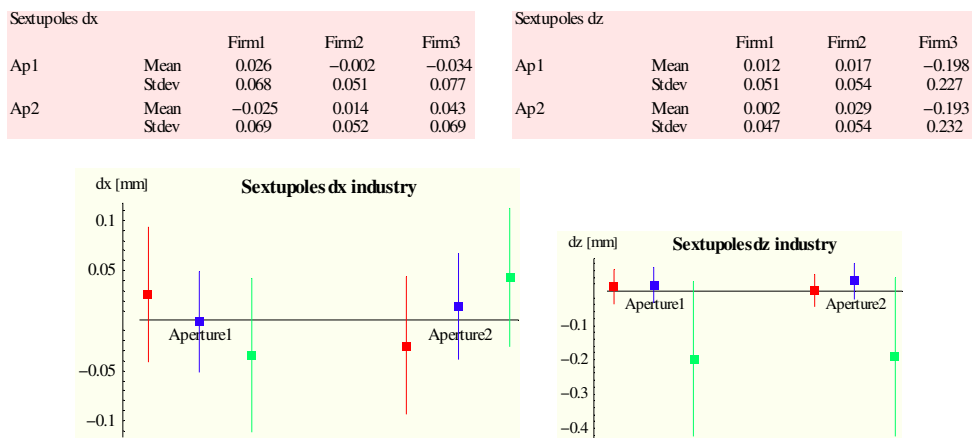 Sextupoles dx
Firm1 Firm2 Firm3
Ap1 Mean 0.026 −0.002 −0.034
Stdev 0.068 0.051 0.077
Ap2 Mean −0.025 0.014 0.043
Stdev 0.069 0.052 0.069
Sextupoles dz
Firm1 Firm2 Firm3
Ap1 Mean 0.012 0.017 −0.198
Stdev 0.051 0.054 0.227
Ap2 Mean 0.002 0.029 −0.193
Stdev 0.047 0.054 0.232
dx [mm]
Sextupoles dx industry
0.1
0.05
Aperture1 Aperture2
−0.05
−0.1
dz [mm]
Sextupoles dz industry
Aperture1 Aperture2
−0.1
−0.2
−0.3
−0.4